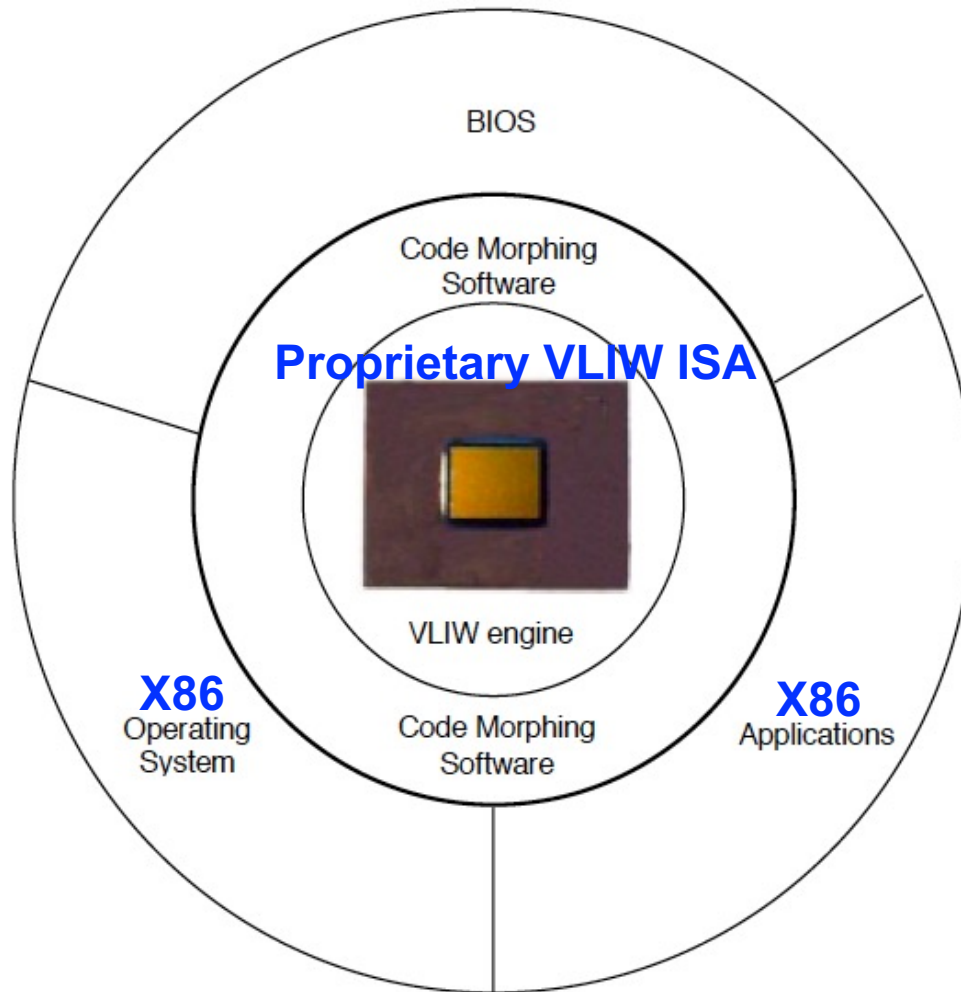 BIOS
Code Morphing
Software
Proprietary VLIW ISA
VLIW engine
X86
Operating
System
Code Morphing
Software
X86
Applications